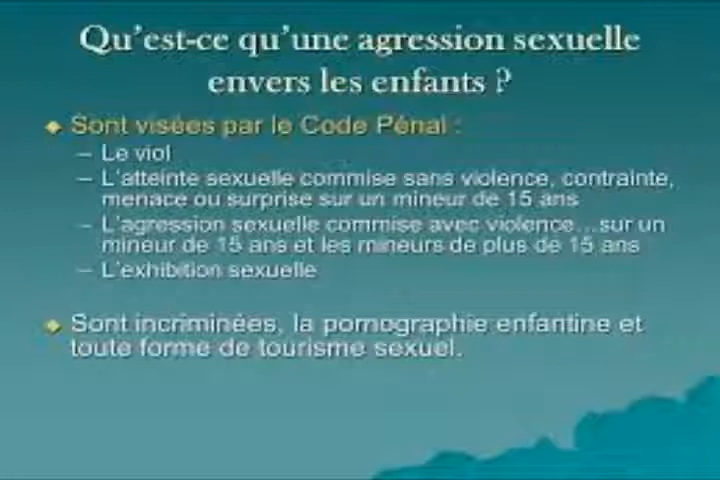 Qu'est-ce qu'une agression sexuelle
envers les enfants ?
Sont visées par le Code Pénal :
– Le viol
– L'atteinte sexuelle commise sans violence, contrainte,
menace ou surprise sur un mineur de 15 ans
– L'agression sexuelle commise avec violence...sur un
mineur de 15 ans et les mineurs de plus de 15 ans
– L'exhibition sexuelle
Sont incriminées, la pornographie enfantine et
toute forme de tourisme sexuel.